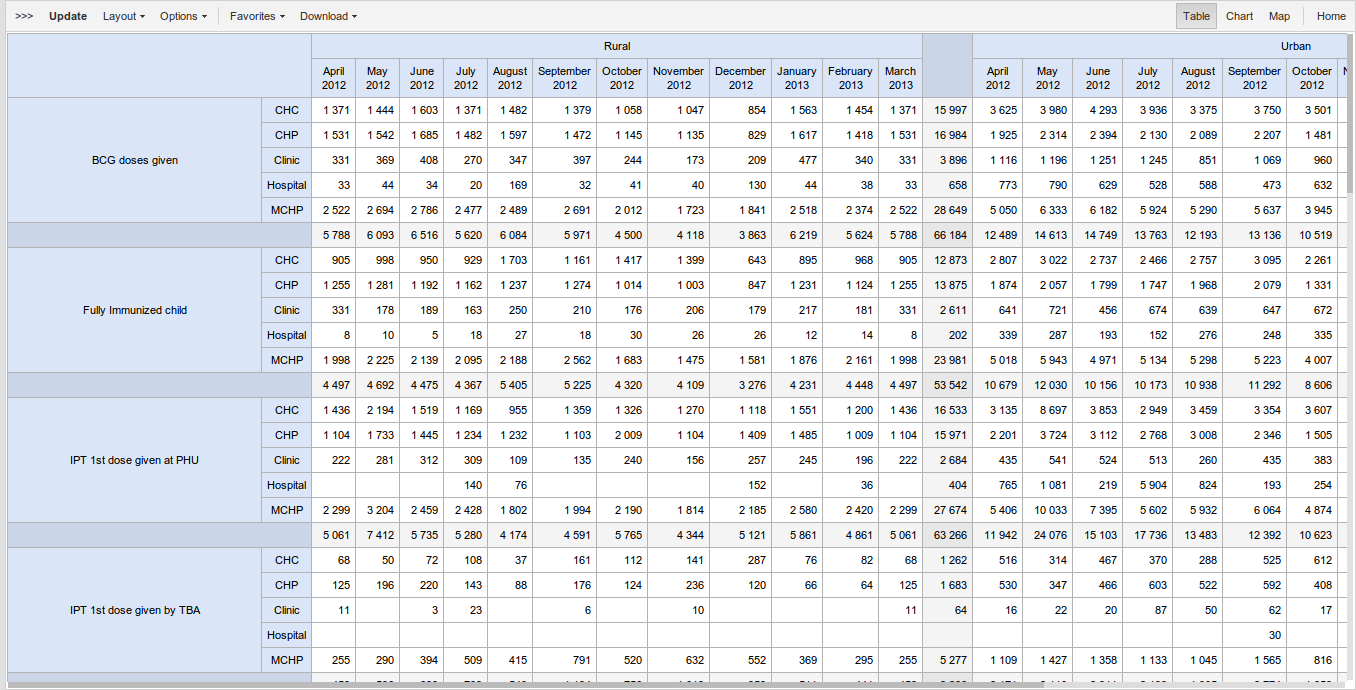 >>> Update Layout Options Favorites Download Table Chart Map Home
Rural Urban
April 2012 May 2012 June 2012 July 2012 August 2012 September 2012 October 2012 November 2012 December 2012 January 2013 February 2013 March 2013 April 2012 May 2012 June 2012 July 2012 August 2012 September 2012 October 2012
CHC 1 371 1 444 1 603 1 371 1 482 1 379 1 058 1 047 854 1 563 1 454 1 371 15 997 3 625 3 980 4 293 3 936 3 375 3 750 3 501
CHP 1 531 1 542 1 685 1 482 1 597 1 472 1 145 1 135 829 1 617 1 418 1 531 16 984 1 925 2 314 2 394 2 130 2 089 2 207 1 481
BCG doses given Clinic 331 369 408 270 347 397 244 173 209 477 340 331 3 896 1 116 1 196 1 251 1 245 851 1 069 960
Hospital 33 44 34 20 169 32 41 40 130 44 38 33 658 773 790 629 528 588 473 632
MCHP 2 522 2 694 2 786 2 477 2 489 2 691 2 012 1 723 1 841 2 518 2 374 2 522 28 649 5 050 6 333 6 182 5 924 5 290 5 637 3 945
5 788 6 093 6 516 5 620 6 084 5 971 4 500 4 118 3 863 6 219 5 624 5 788 66 184 12 489 14 613 14 749 13 763 12 193 13 136 10 519
CHC 905 998 950 929 1 703 1 161 1 417 1 399 643 895 968 905 12 873 2 807 3 022 2 737 2 466 2 757 3 095 2 261
CHP 1 255 1 281 1 192 1 162 1 237 1 274 1 014 1 003 847 1 231 1 124 1 255 13 875 1 874 2 057 1 799 1 747 1 968 2 079 1 331
Fully Immunized child Clinic 331 178 189 163 250 210 176 206 179 217 181 331 2 611 641 721 456 674 639 647 672
Hospital 8 10 5 18 27 18 30 26 26 12 14 8 202 339 287 193 152 276 248 335
MCHP 1 998 2 225 2 139 2 095 2 188 2 562 1 683 1 475 1 581 1 876 2 161 1 998 23 981 5 018 5 943 4 971 5 134 5 298 5 223 4 007
4 497 4 692 4 475 4 367 5 405 5 225 4 320 4 109 3 276 4 231 4 448 4 497 53 542 10 679 12 030 10 156 10 173 10 938 11 292 8 606
CHC 1 436 2 194 1 519 1 169 955 1 359 1 326 1 270 1 118 1 551 1 200 1 436 16 533 3 135 8 697 3 853 2 949 3 459 3 354 3 607
CHP 1 104 1 733 1 445 1 234 1 232 1 103 2 009 1 104 1 409 1 485 1 009 1 104 15 971 2 201 3 724 3 112 2 768 3 008 2 346 1 505
IPT 1st dose given at PHU Clinic 222 281 312 309 109 135 240 156 257 245 196 222 2 684 435 541 524 513 260 435 383
Hospital 140 76 152 36 404 765 1 081 219 5 904 824 193 254
MCHP 2 299 3 204 2 459 2 428 1 802 1 994 2 190 1 814 2 185 2 580 2 420 2 299 27 674 5 406 10 033 7 395 5 602 5 932 6 064 4 874
5 061 7 412 5 735 5 280 4 174 4 591 5 765 4 344 5 121 5 861 4 861 5 061 63 266 11 942 24 076 15 103 17 736 13 483 12 392 10 623
CHC 68 50 72 108 37 161 112 141 287 76 82 68 1 262 516 314 467 370 288 525 612
CHP 125 196 220 143 88 176 124 236 120 66 64 125 1 683 530 347 466 603 522 592 408
IPT 1st dose given by TBA Clinic 11 3 23 6 10 11 64 16 22 20 87 50 62 17
Hospital 30
MCHP 255 290 394 509 415 791 520 632 552 369 295 255 5 277 1 109 1 427 1 358 1 133 1 045 1 565 816